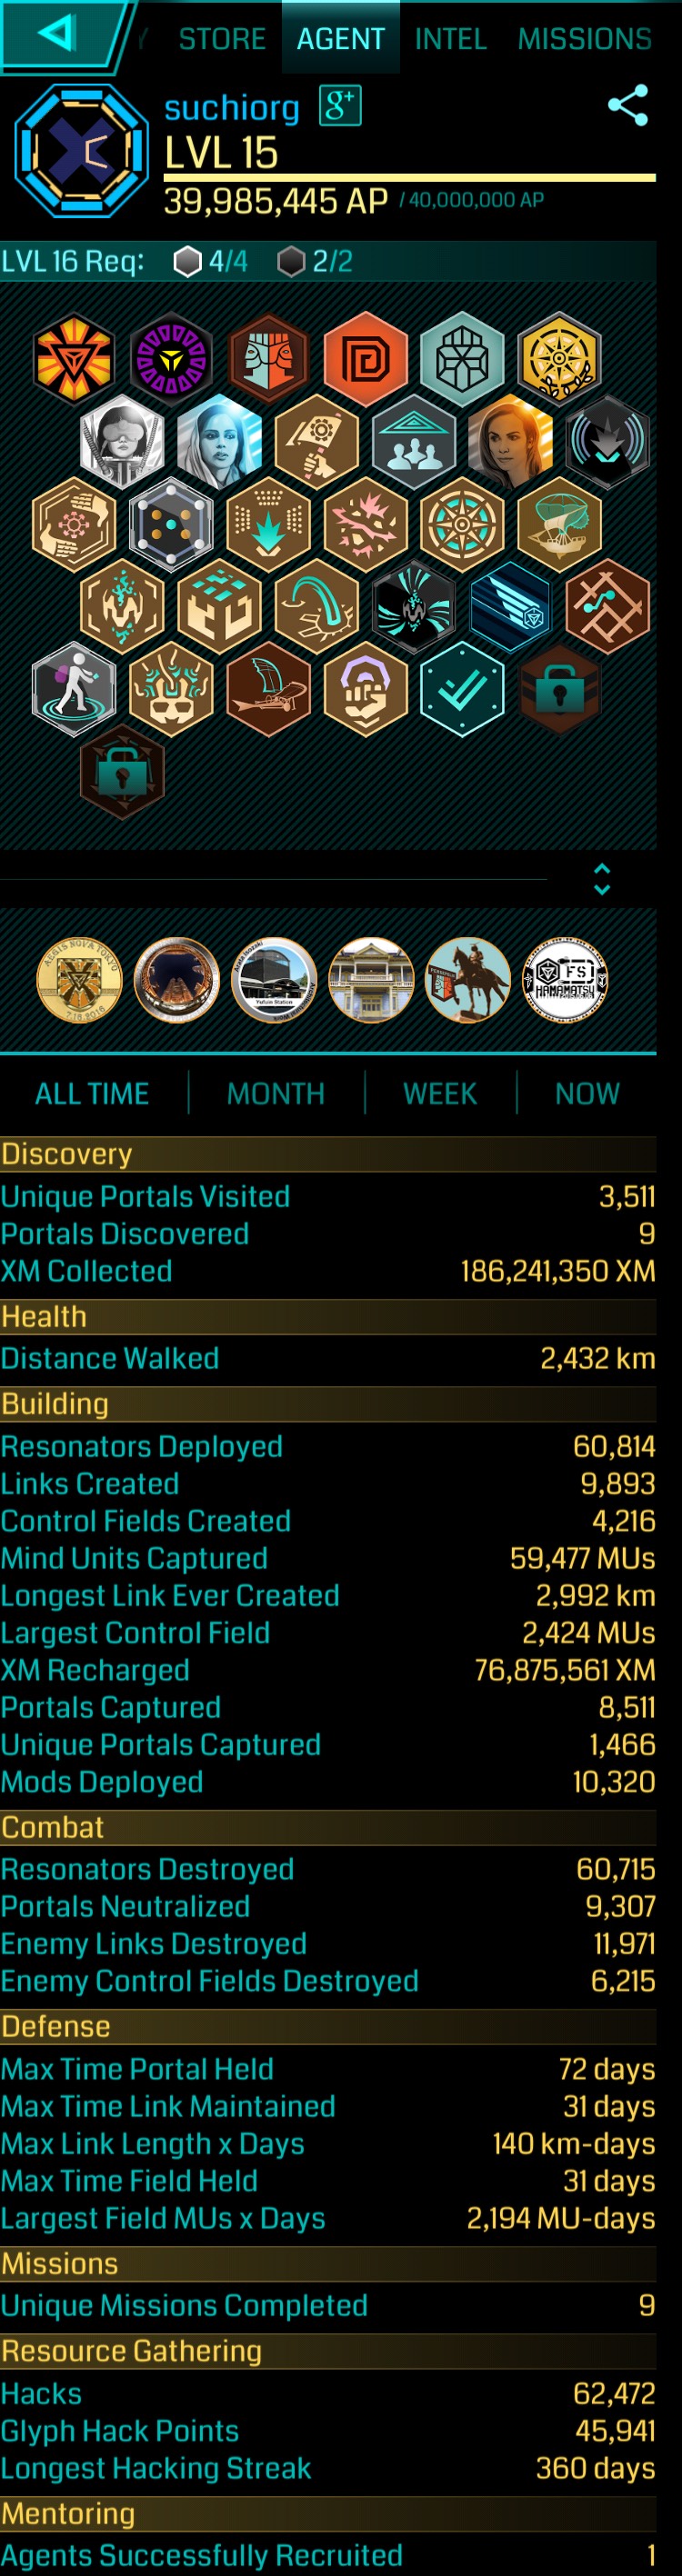 STORE AGENT INTEL MISSIONS
suchiorg g+
LVL 15
39,985,445 AP / 40,000,000 AP
LVL 16 Req: 4/4 2/2
AEGIS NOVA TOKYO
7.16.2016
Arata Isozaki
Yufuin Station
FS
HAMAMATSU
ALL TIME MONTH WEEK NOW
Discovery
Unique Portals Visited 3,511
Portals Discovered 9
XM Collected 186,241,350 XM
Health
Distance Walked 2,432 km
Building
Resonators Deployed 60,814
Links Created 9,893
Control Fields Created 4,216
Mind Units Captured 59,477 MUs
Longest Link Ever Created 2,992 km
Largest Control Field 2,424 MUs
XM Recharged 76,875,561 XM
Portals Captured 8,511
Unique Portals Captured 1,466
Mods Deployed 10,320
Combat
Resonators Destroyed 60,715
Portals Neutralized 9,307
Enemy Links Destroyed 11,971
Enemy Control Fields Destroyed 6,215
Defense
Max Time Portal Held 72 days
Max Time Link Maintained 31 days
Max Link Length x Days 140 km-days
Max Time Field Held 31 days
Largest Field MUs x Days 2,194 MU-days
Missions
Unique Missions Completed 9
Resource Gathering
Hacks 62,472
Glyph Hack Points 45,941
Longest Hacking Streak 360 days
Mentoring
Agents Successfully Recruited 1